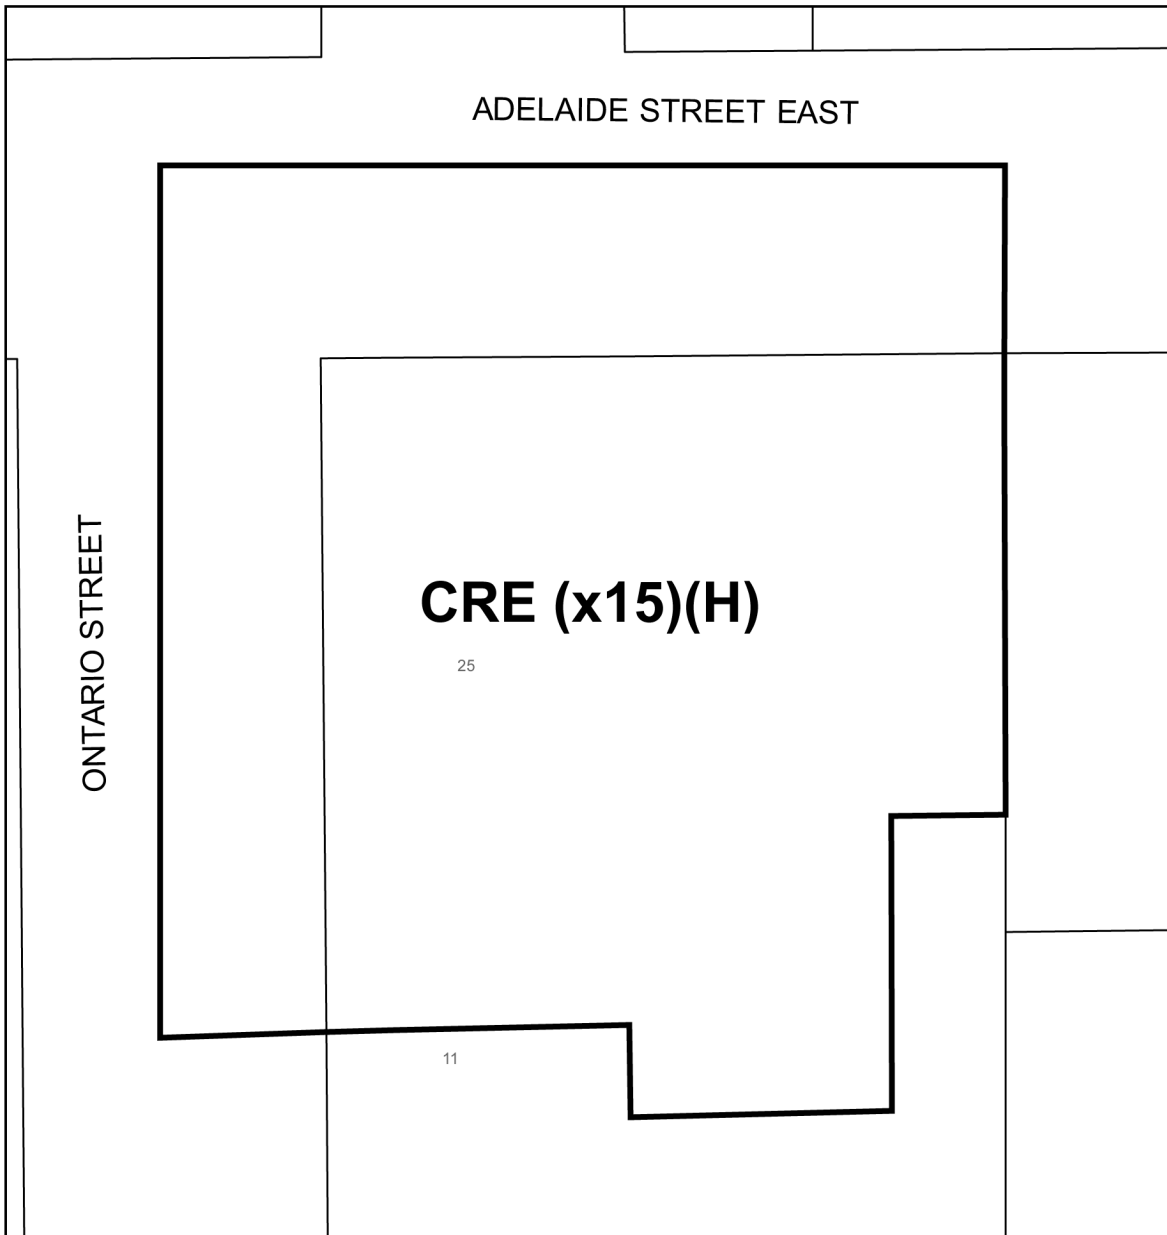 ADELAIDE STREET EAST
ONTARIO STREET
CRE (x15)(H)
25
11